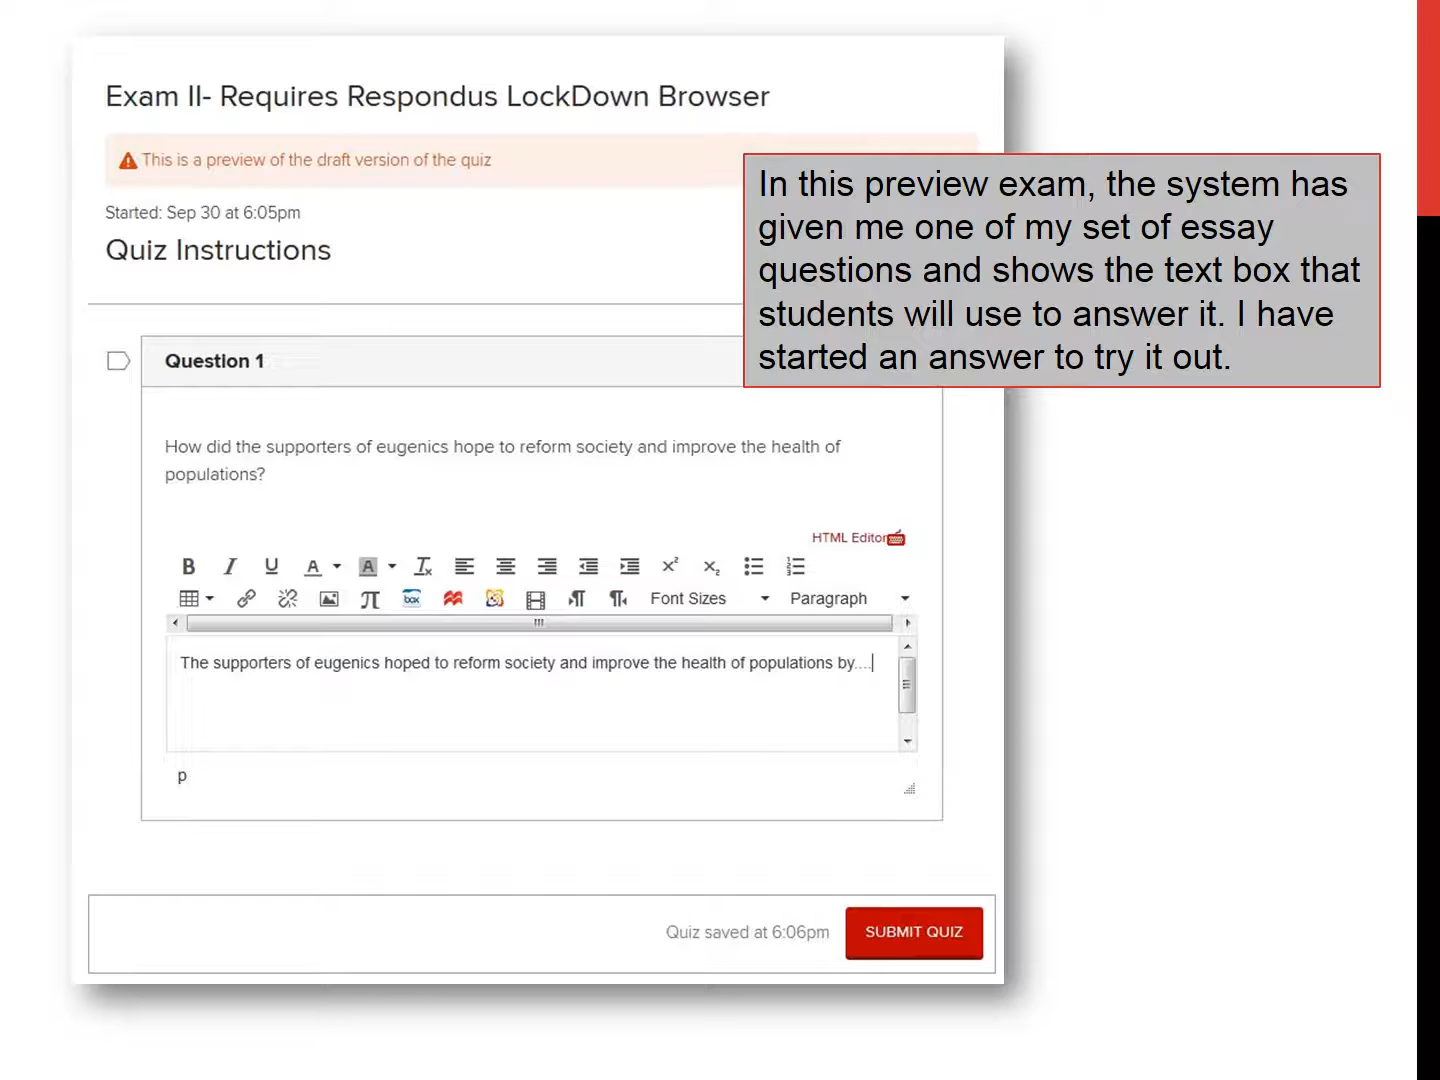 Exam II- Requires Respondus LockDown Browser
This is a preview of the draft version of the quiz
Started: Sep 30 at 6:05pm
Quiz Instructions
In this preview exam, the system has
given me one of my set of essay
questions and shows the text box that
students will use to answer it. I have
started an answer to try it out.
Question 1
How did the supporters of eugenics hope to reform society and improve the health of
populations?
HTML Editor
B I U A A Tx x² x₂
π box Font Sizes Paragraph
The supporters of eugenics hoped to reform society and improve the health of populations by....
p
Quiz saved at 6:06pm SUBMIT QUIZ